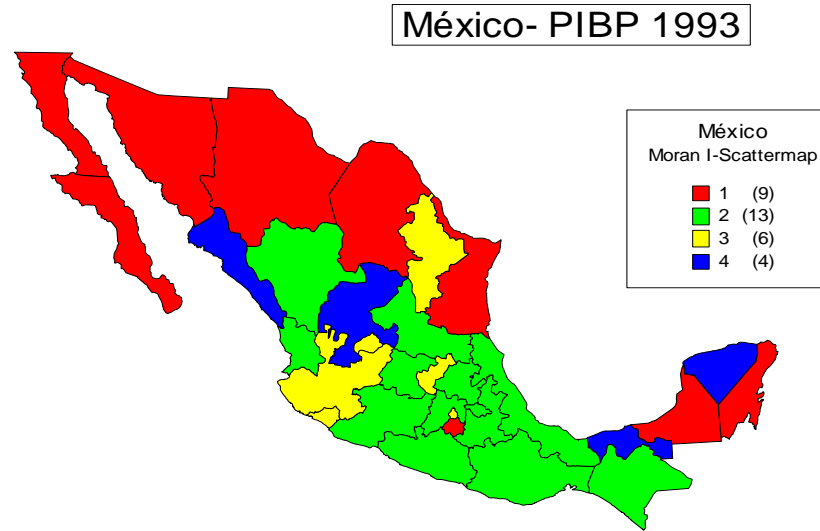 México- PIBP 1993
México
Moran I-Scattermap
1 (9)
2 (13)
3 (6)
4 (4)